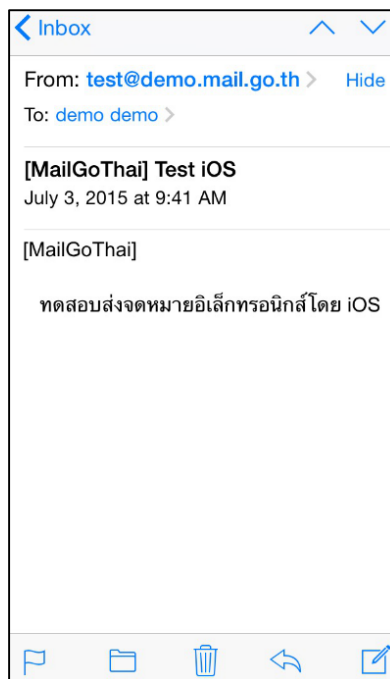 Inbox
From: test@demo.mail.go.th Hide
To: demo demo
[MailGoThai] Test iOS
July 3, 2015 at 9:41 AM
[MailGoThai]
ทดสอบส่งจดหมายอิเล็กทรอนิกส์โดย iOS